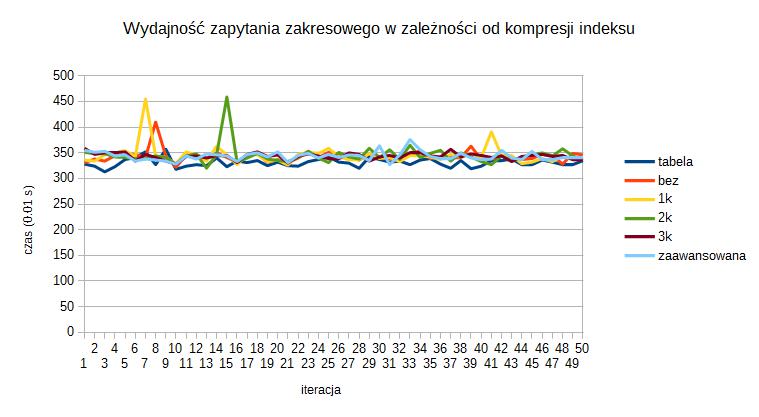 Wydajność zapytania zakresowego w zależności od kompresji indeksu
500
450
400
350
300
250
200
150
100
50
0
czas (0.01 s)
2 4 6 8 10 12 14 16 18 20 22 24 26 28 30 32 34 36 38 40 42 44 46 48 50
1 3 5 7 9 11 13 15 17 19 21 23 25 27 29 31 33 35 37 39 41 43 45 47 49
iteracja
tabela
bez
1k
2k
3k
zaawansowana